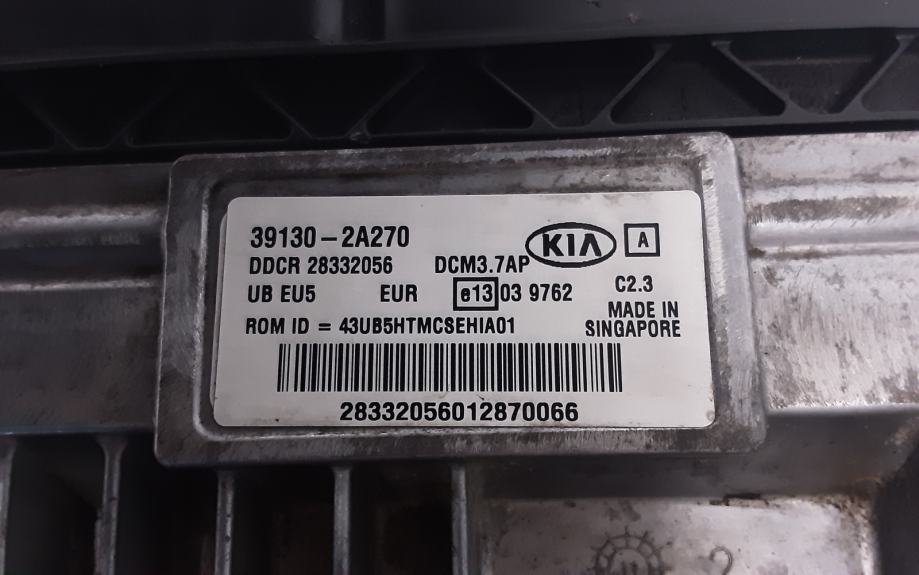 39130-2A270
KIA A
DDCR 28332056 DCM3.7AP
UB EU5 EUR e13 03 9762 C2.3
MADE IN
SINGAPORE
ROM ID = 43UB5HTMCSEHIA01
28332056012870066
2